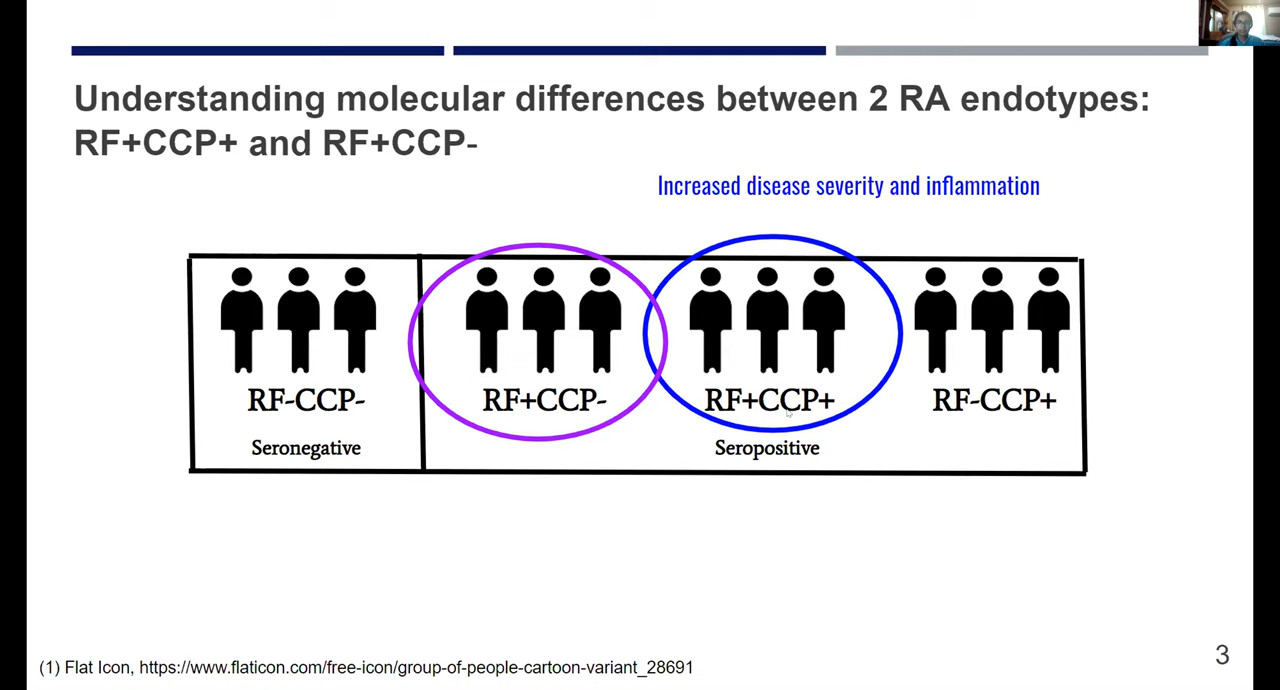 Understanding molecular differences between 2 RA endotypes:
RF+CCP+ and RF+CCP-
Increased disease severity and inflammation
RF-CCP-
RF+CCP-
RF+CCP+
RF-CCP+
Seronegative
Seropositive
(1) Flat Icon, https://www.flaticon.com/free-icon/group-of-people-cartoon-variant_28691
3